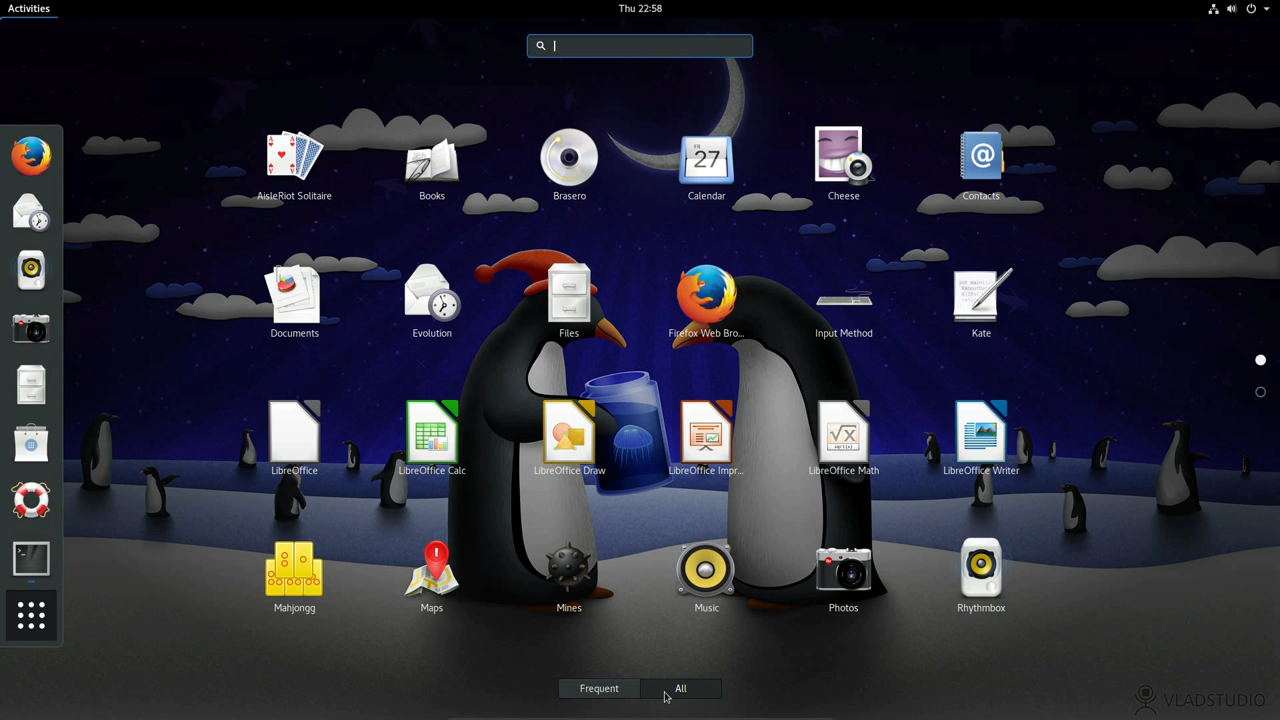 Activities
Thu 22:58
FR
27
@
AisleRiot Solitaire
Books
Brasero
Calendar
Cheese
Contacts
Documents
Evolution
Files
Firefox Web Bro...
Input Method
Kate
LibreOffice
LibreOffice Calc
LibreOffice Draw
LibreOffice Impr...
LibreOffice Math
LibreOffice Writer
Mahjongg
Maps
Mines
Music
Photos
Rhythmbox
Frequent
All
VLADSTUDIO